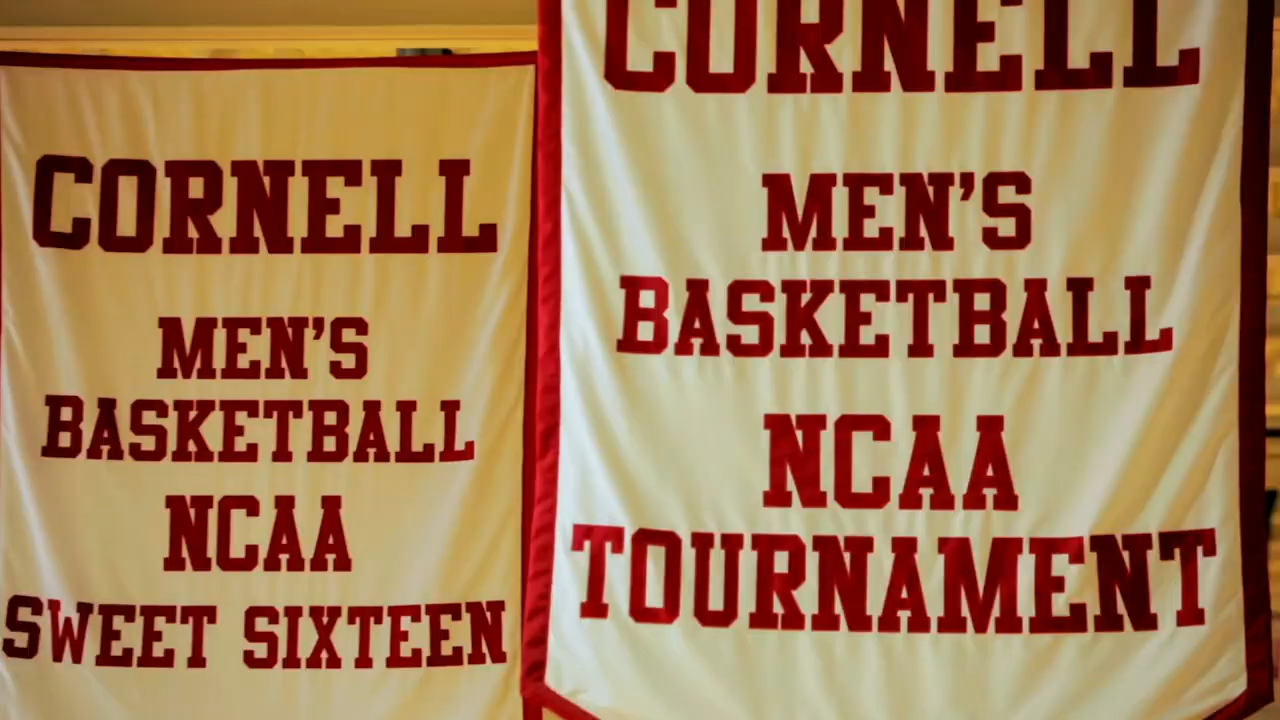 CORNELL
MEN'S
BASKETBALL
NCAA
SWEET SIXTEEN
CORNELL
MEN'S
BASKETBALL
NCAA
TOURNAMENT